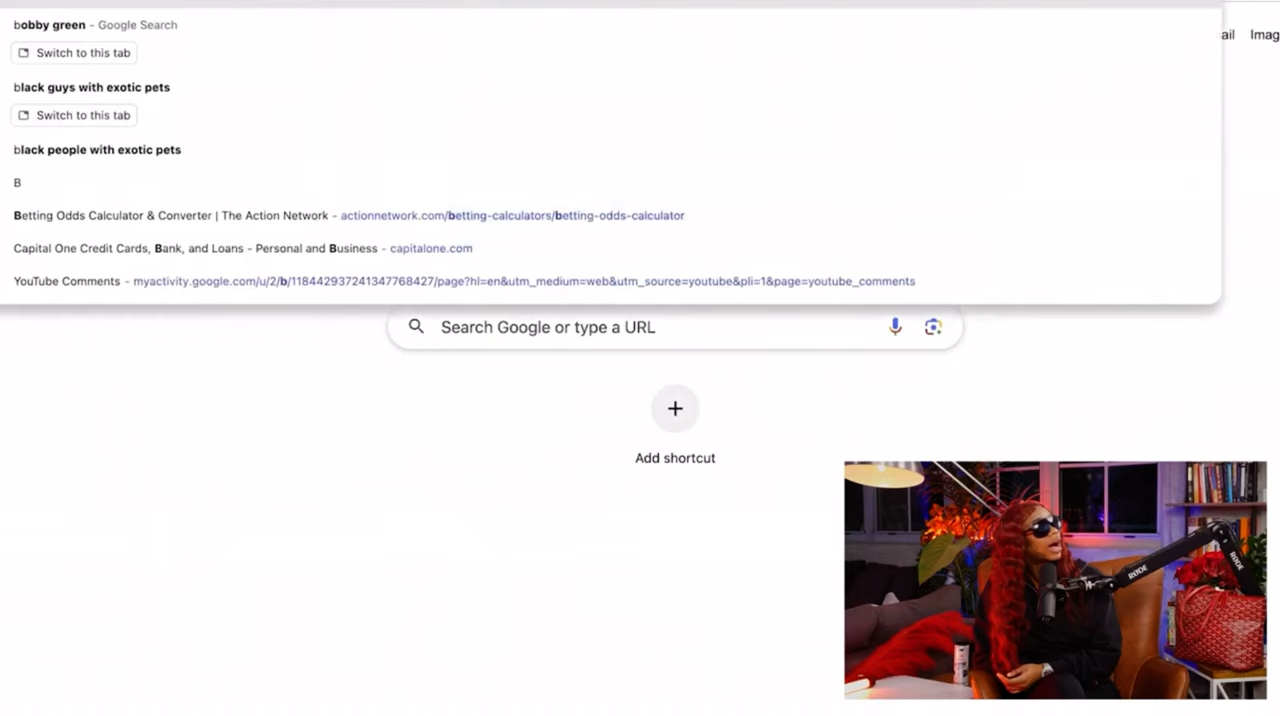 bobby green - Google Search
ail Imag
Switch to this tab
black guys with exotic pets
Switch to this tab
black people with exotic pets
B
Betting Odds Calculator & Converter | The Action Network - actionnetwork.com/betting-calculators/betting-odds-calculator
Capital One Credit Cards, Bank, and Loans - Personal and Business - capitalone.com
YouTube Comments - myactivity.google.com/u/2/b/118442937241347768427/page?hl=en&utm_medium=web&utm_source=youtube&pli=1&page=youtube_comments
Search Google or type a URL
Add shortcut
RØDE
RØDE